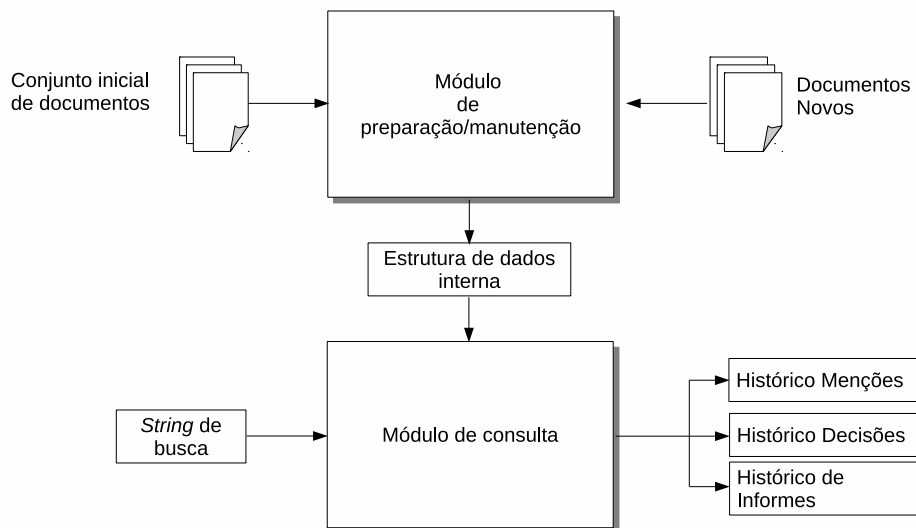 Conjunto inicial
de documentos
Módulo
de
preparação/manutenção
Documentos
Novos
Estrutura de dados
interna
String de
busca
Módulo de consulta
Histórico Menções
Histórico Decisões
Histórico de
Informes